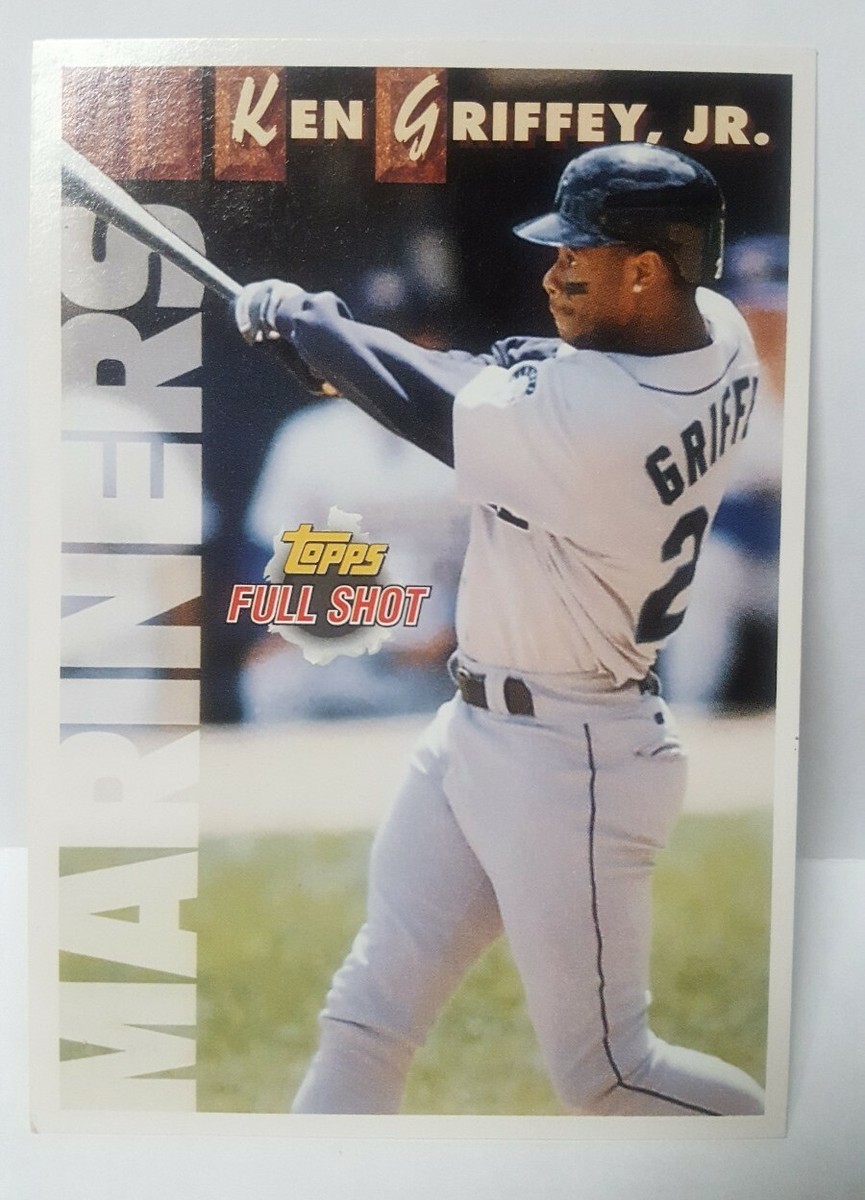 KEN GRIFFEY, JR.
MARINERS
GRIFF
2
topps
FULL SHOT